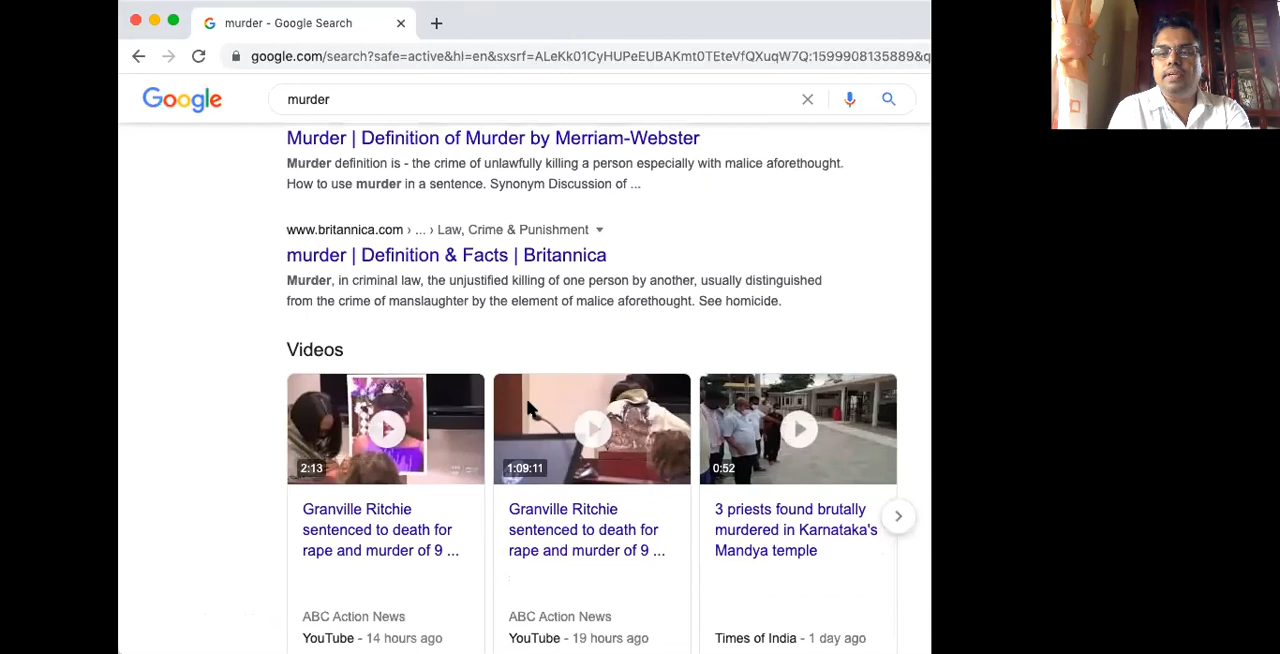 murder - Google Search
google.com/search?safe=active&hl=en&sxsrf=ALeKk01CyHUPeEUBAKmt0TEteVfQXuqW7Q:1599908135889&q
Google
murder
Murder | Definition of Murder by Merriam-Webster
Murder definition is - the crime of unlawfully killing a person especially with malice aforethought.
How to use murder in a sentence. Synonym Discussion of ...
www.britannica.com › ... › Law, Crime & Punishment
murder | Definition & Facts | Britannica
Murder, in criminal law, the unjustified killing of one person by another, usually distinguished
from the crime of manslaughter by the element of malice aforethought. See homicide.
Videos
2:13
1:09:11
0:52
Granville Ritchie
sentenced to death for
rape and murder of 9 ...
ABC Action News
YouTube - 14 hours ago
Granville Ritchie
sentenced to death for
rape and murder of 9 ...
ABC Action News
YouTube - 19 hours ago
3 priests found brutally
murdered in Karnataka's
Mandya temple
Times of India - 1 day ago